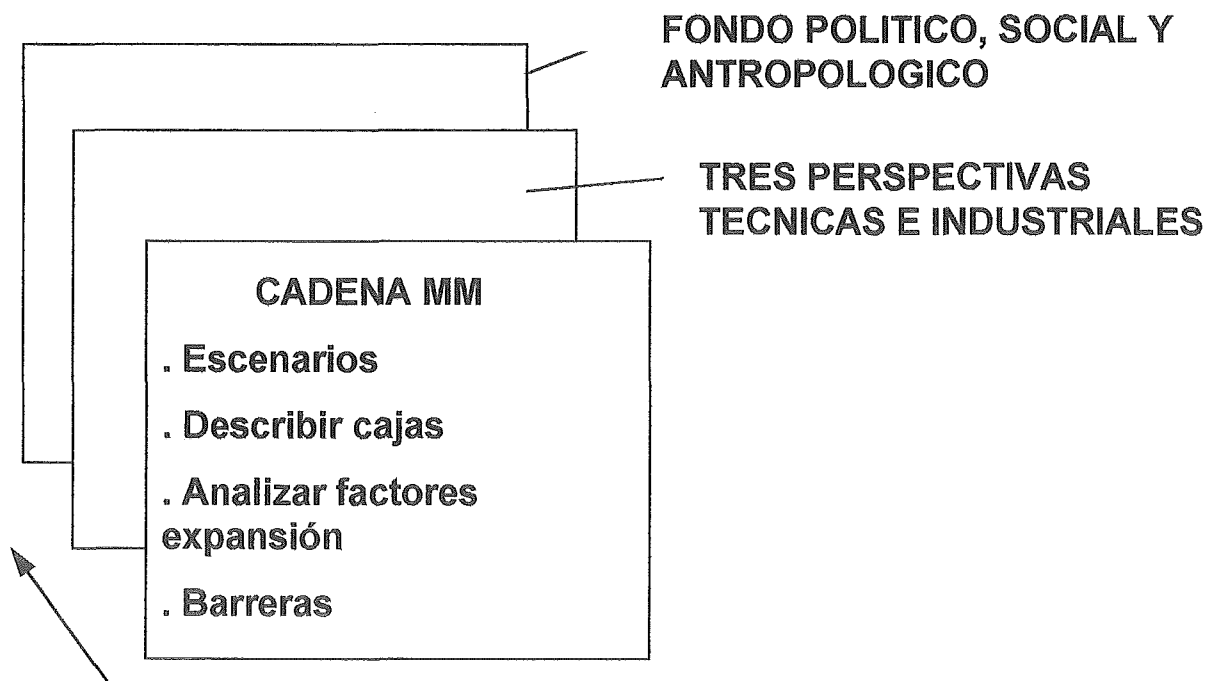 FONDO POLITICO, SOCIAL Y
ANTROPOLOGICO
TRES PERSPECTIVAS
TECNICAS E INDUSTRIALES
CADENA MM
. Escenarios
. Describir cajas
. Analizar factores
expansión
. Barreras